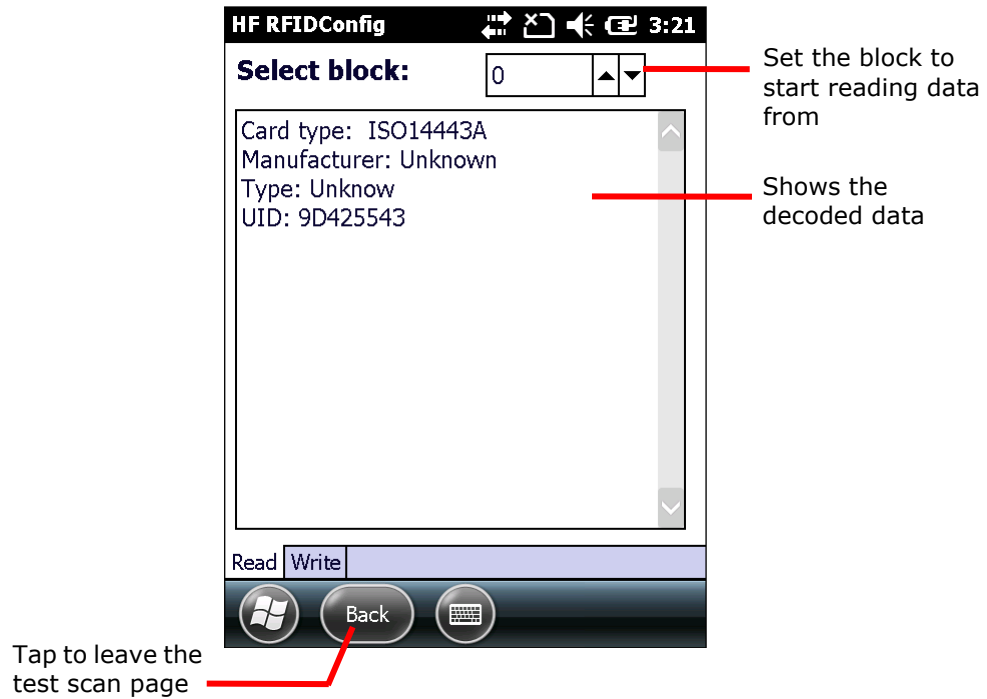 HF RFIDConfig 3:21
Select block: 0
Set the block to
start reading data
from
Card type: ISO14443A
Manufacturer: Unknown
Type: Unknow
UID: 9D425543
Shows the
decoded data
Read Write
Back
Tap to leave the
test scan page